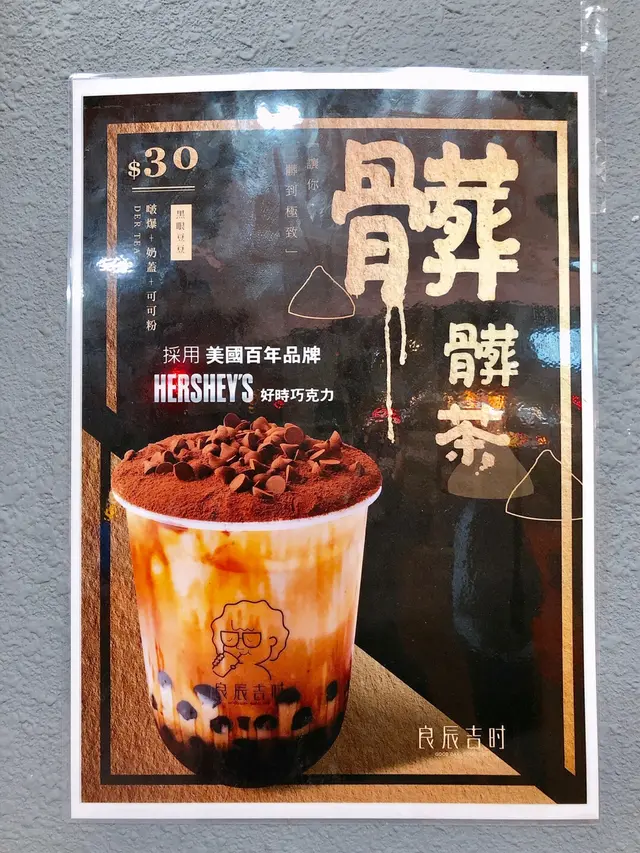 $30
黑眼豆豆
啵爆+奶蓋+可可粉
DER TEA
「讓你
髒到極致」
髒
髒
茶
採用 美國百年品牌
HERSHEY'S 好時巧克力
良辰吉时
良辰吉时